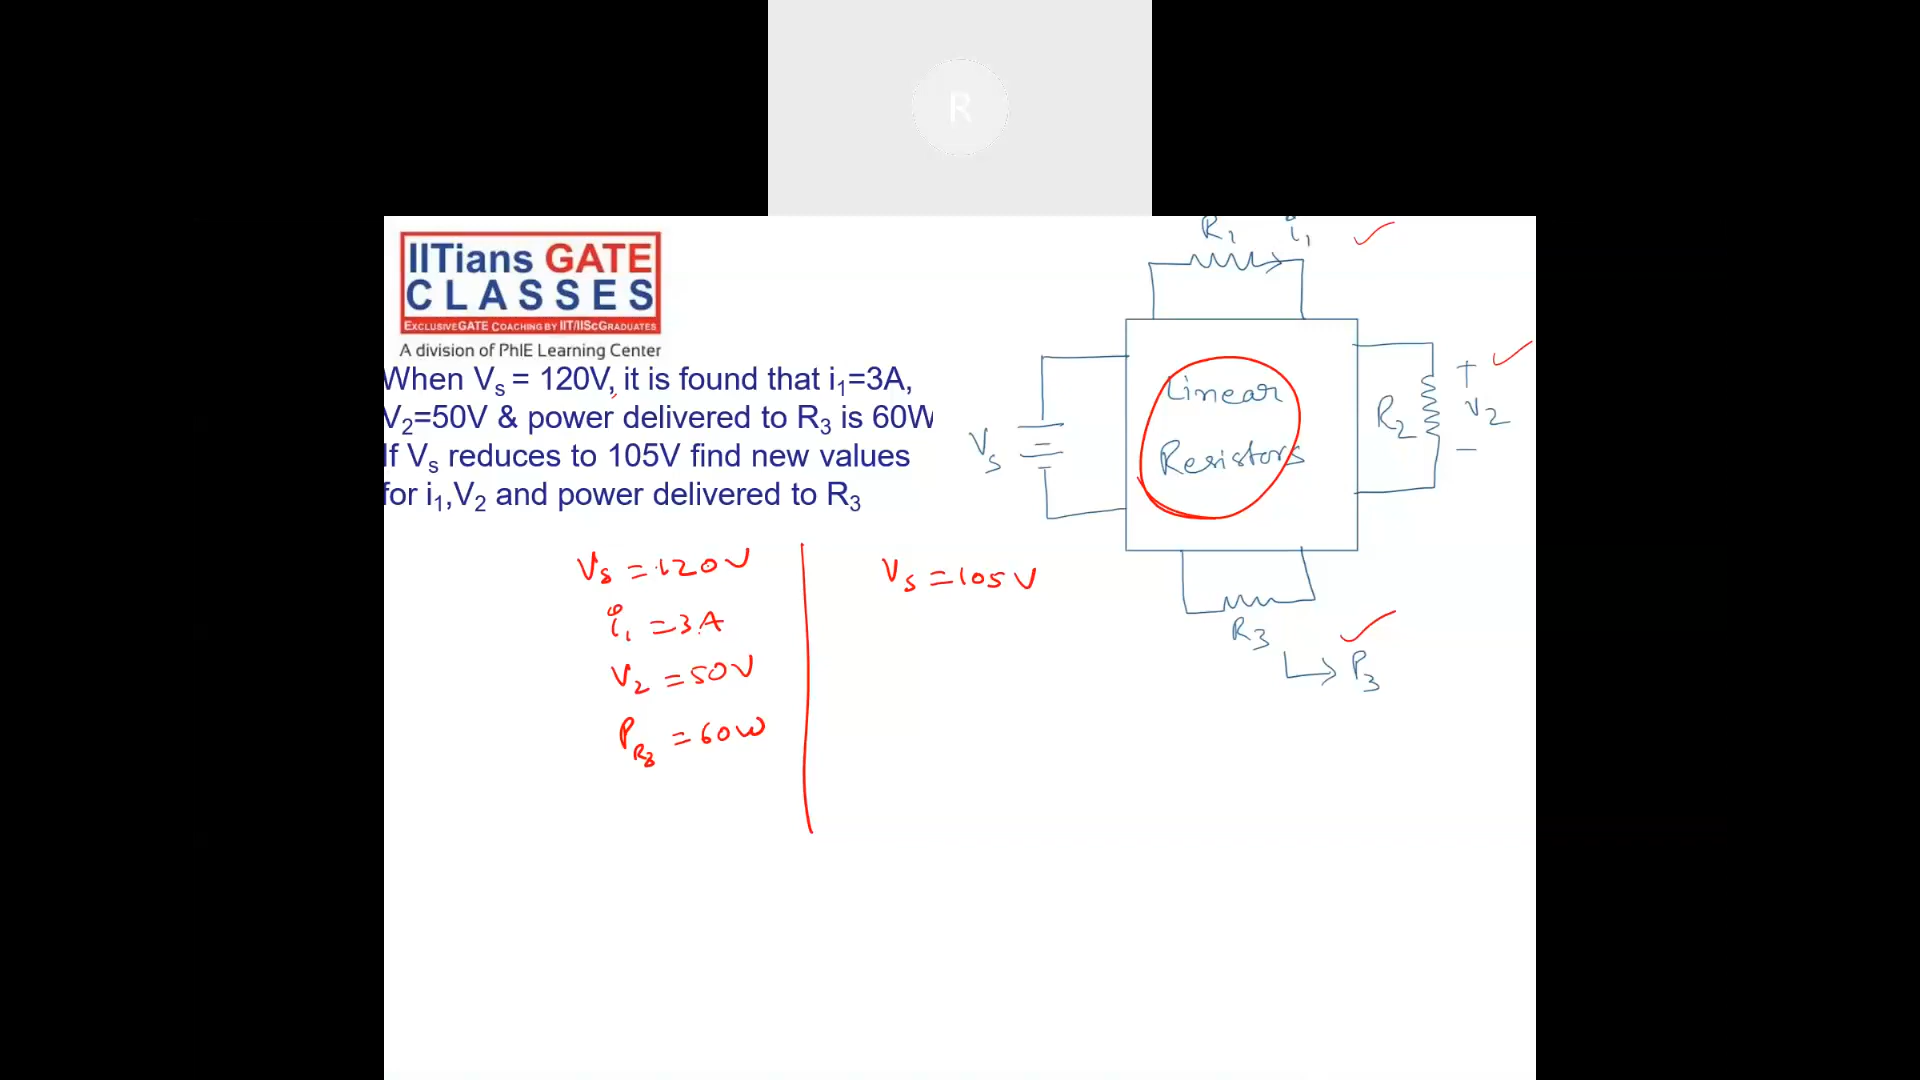 R
IITians GATE
CLASSES
EXCLUSIVE GATE COACHING BY IIT/IISc GRADUATES
A division of PhIE Learning Center
When Vs = 120V, it is found that i1=3A,
V2=50V & power delivered to R3 is 60W
If Vs reduces to 105V find new values
for i1,V2 and power delivered to R3
R1 i1
Linear
Resistors
Vs
R2
+
V2
-
R3
P3
Vs = 120V
i1 = 3A
V2 = 50V
PR3 = 60W
Vs = 105V